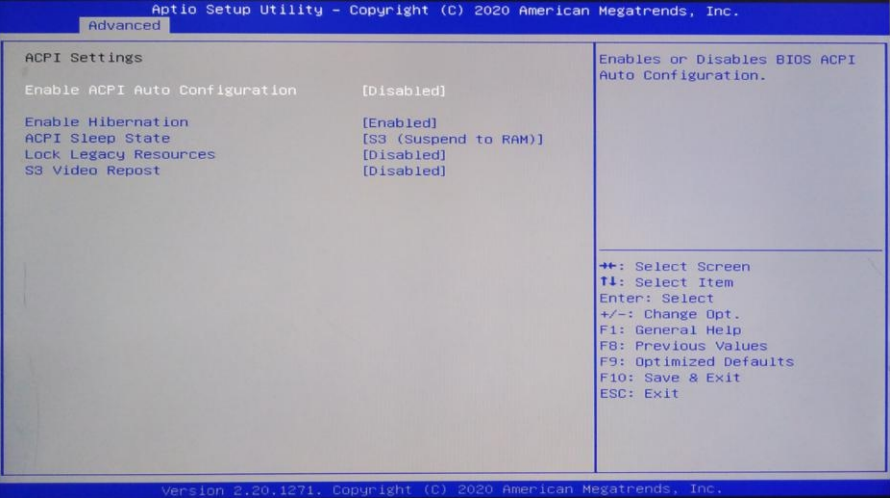 Aptio Setup Utility – Copyright (C) 2020 American Megatrends, Inc.
Advanced
ACPI Settings
Enable ACPI Auto Configuration [Disabled]
Enable Hibernation [Enabled]
ACPI Sleep State [S3 (Suspend to RAM)]
Lock Legacy Resources [Disabled]
S3 Video Repost [Disabled]
Enables or Disables BIOS ACPI
Auto Configuration.
→←: Select Screen
↑↓: Select Item
Enter: Select
+/-: Change Opt.
F1: General Help
F8: Previous Values
F9: Optimized Defaults
F10: Save & Exit
ESC: Exit
Version 2.20.1271. Copyright (C) 2020 American Megatrends, Inc.